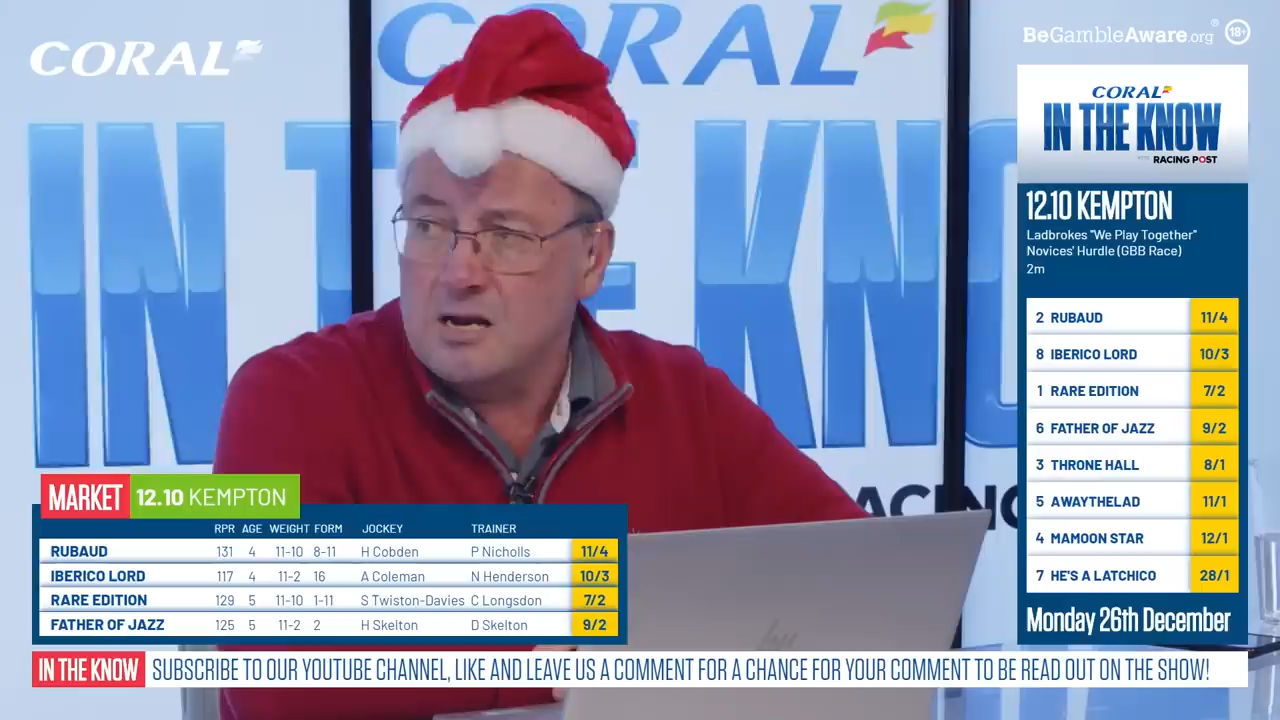 CORAL
CORAL
BeGambleAware.org® 18+
CORAL
IN THE KNOW
WITH RACING POST
IN THE KNOW
12.10 KEMPTON
Ladbrokes "We Play Together"
Novices' Hurdle (GBB Race)
2m
2 RUBAUD 11/4
8 IBERICO LORD 10/3
1 RARE EDITION 7/2
6 FATHER OF JAZZ 9/2
3 THRONE HALL 8/1
5 AWAYTHELAD 11/1
4 MAMOON STAR 12/1
7 HE'S A LATCHICO 28/1
Monday 26th December
RACING
hp
MARKET 12.10 KEMPTON
RPR AGE WEIGHT FORM JOCKEY TRAINER
RUBAUD 131 4 11-10 8-11 H Cobden P Nicholls 11/4
IBERICO LORD 117 4 11-2 16 A Coleman N Henderson 10/3
RARE EDITION 129 5 11-10 1-11 S Twiston-Davies C Longsdon 7/2
FATHER OF JAZZ 125 5 11-2 2 H Skelton D Skelton 9/2
IN THE KNOW SUBSCRIBE TO OUR YOUTUBE CHANNEL, LIKE AND LEAVE US A COMMENT FOR A CHANCE FOR YOUR COMMENT TO BE READ OUT ON THE SHOW!